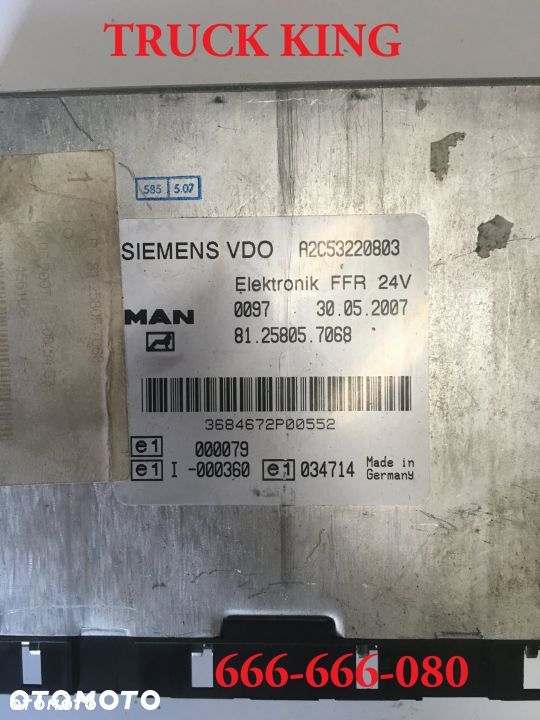 TRUCK KING
585 5.07
SIEMENS VDO A2C53220803
Elektronik FFR 24V
0097 30.05.2007
MAN 81.25805.7068
3684672P00552
e1 000079
e1 I -000360 e1 034714 Made in
Germany
666-666-080
OTOMOTO
OTOMOTO